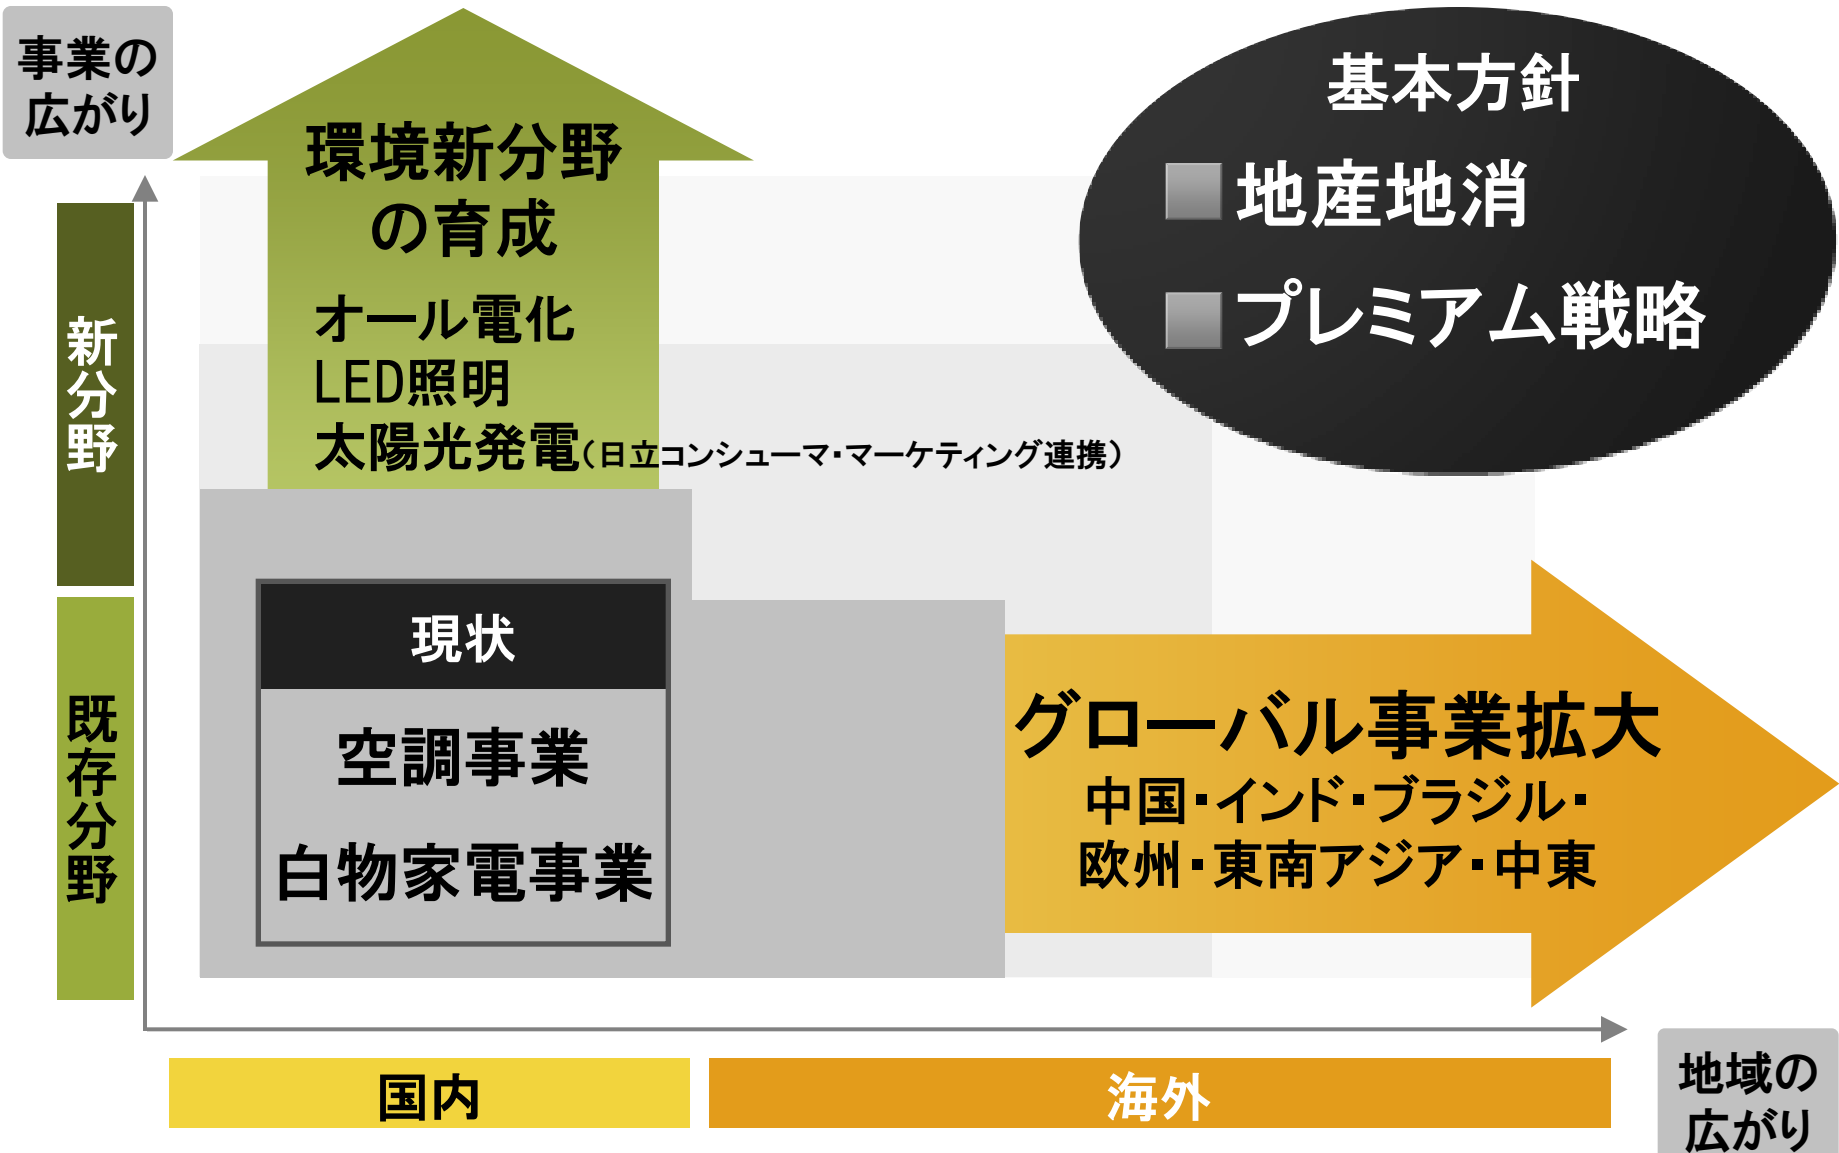 事業の
広がり
基本方針
地産地消
プレミアム戦略
環境新分野
の育成
オール電化
LED照明
太陽光発電(日立コンシューマ・マーケティング連携)
新分野
既存分野
現状
空調事業
白物家電事業
グローバル事業拡大
中国・インド・ブラジル・
欧州・東南アジア・中東
国内
海外
地域の
広がり